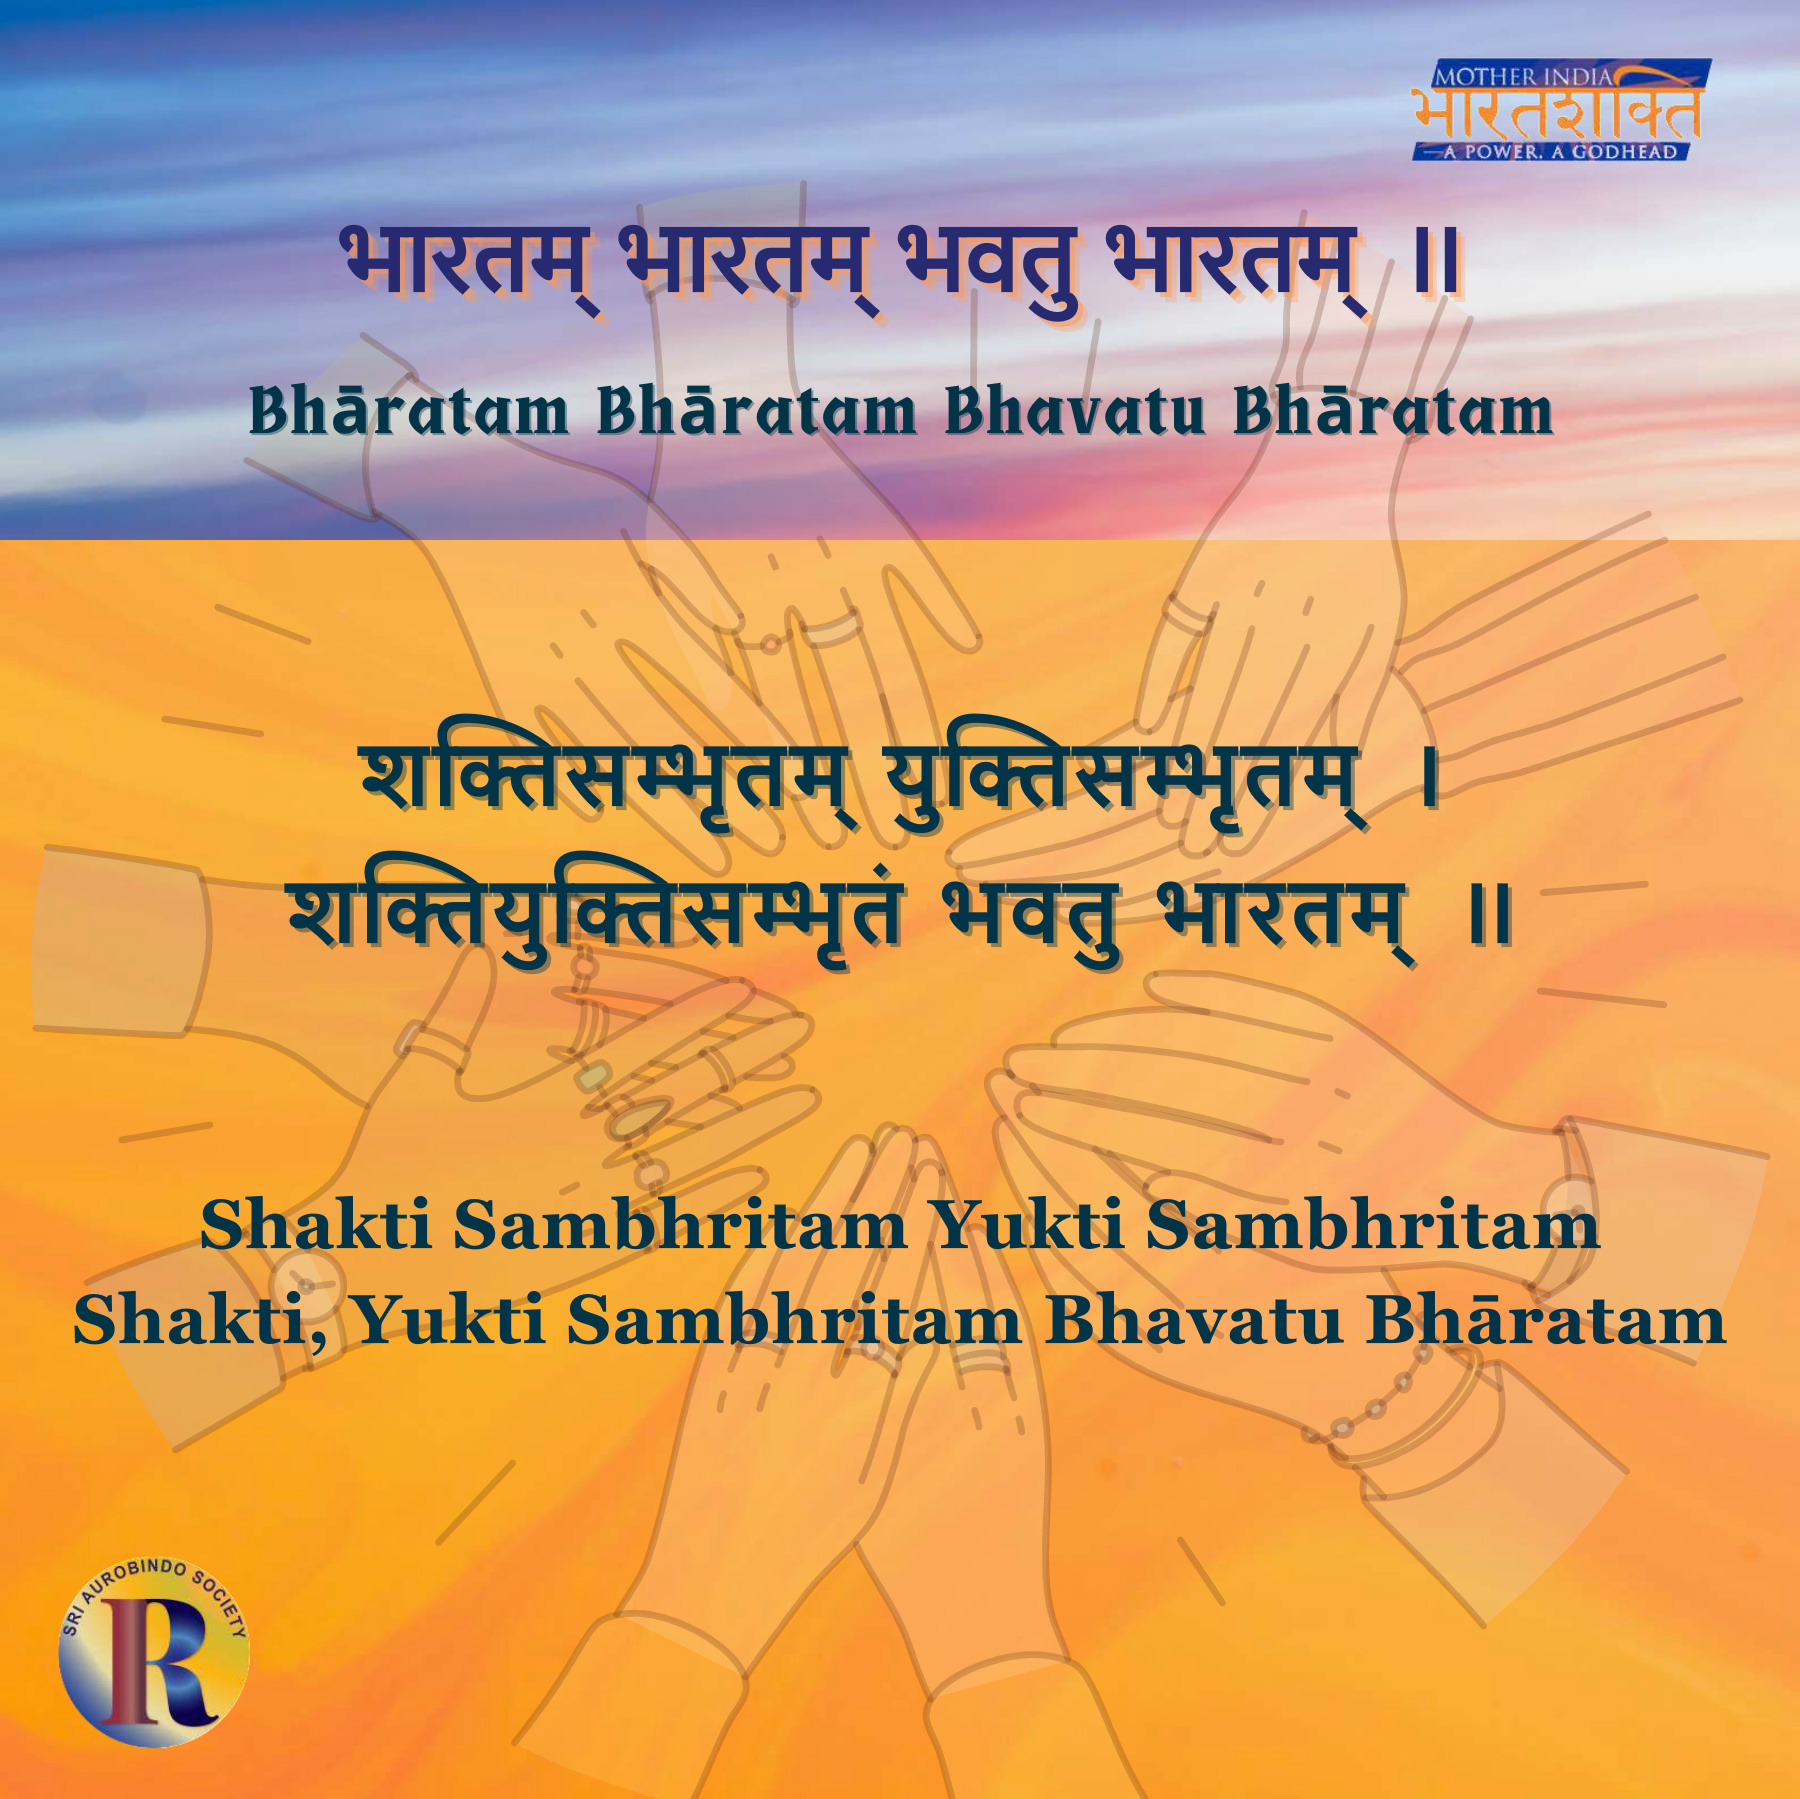 MOTHER INDIA
भारतशक्ति
—A POWER. A GODHEAD
भारतम् भारतम् भवतु भारतम् ॥
Bhāratam Bhāratam Bhavatu Bhāratam
शक्तिसम्भृतम् युक्तिसम्भृतम् ।
शक्तियुक्तिसम्भृतं भवतु भारतम् ॥
Shakti Sambhritam Yukti Sambhritam
Shakti, Yukti Sambhritam Bhavatu Bhāratam
SRI AUROBINDO SOCIETY
R